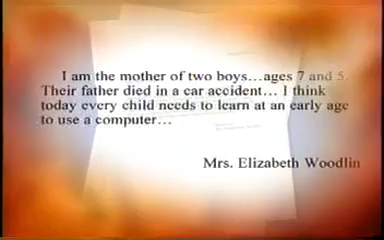 I am the mother of two boys...ages 7 and 5.
Their father died in a car accident... I think
today every child needs to learn at an early age
to use a computer...
Mrs. Elizabeth Woodlin